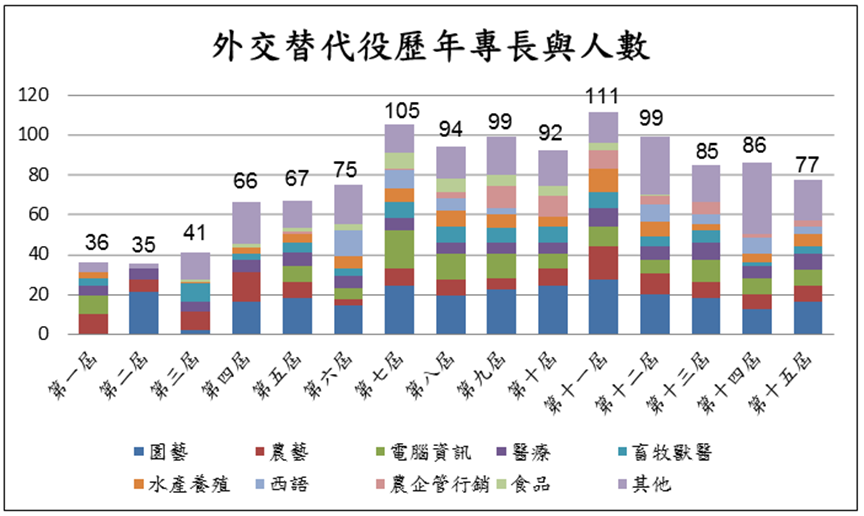 外交替代役歷年專長與人數
120
100
80
60
40
20
0
36
35
41
66
67
75
105
94
99
92
111
99
85
86
77
第一屆
第二屆
第三屆
第四屆
第五屆
第六屆
第七屆
第八屆
第九屆
第十屆
第十一屆
第十二屆
第十三屆
第十四屆
第十五屆
園藝 農藝 電腦資訊 醫療 畜牧獸醫
水產養殖 西語 農企管行銷 食品 其他